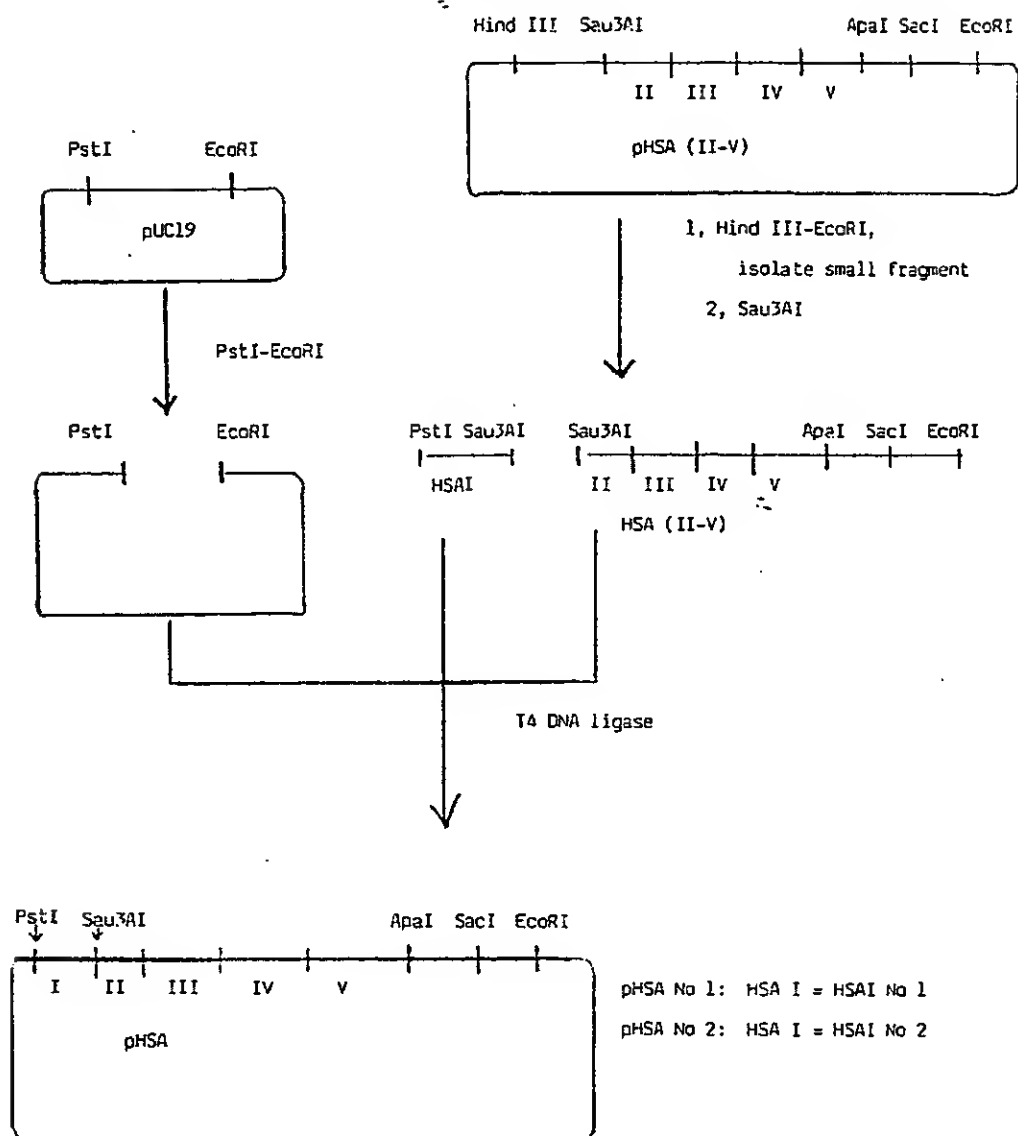 Hind III Sau3AI ApaI SacI EcoRI
II III IV V
pHSA (II-V)
PstI EcoRI
pUC19
1, Hind III-EcoRI,
isolate small fragment
2, Sau3AI
PstI-EcoRI
PstI EcoRI
PstI Sau3AI
HSAI
Sau3AI ApaI SacI EcoRI
II III IV V
HSA (II-V)
T4 DNA ligase
PstI Sau3AI ApaI SacI EcoRI
I II III IV V
pHSA
pHSA No 1: HSA I = HSAI No 1
pHSA No 2: HSA I = HSAI No 2